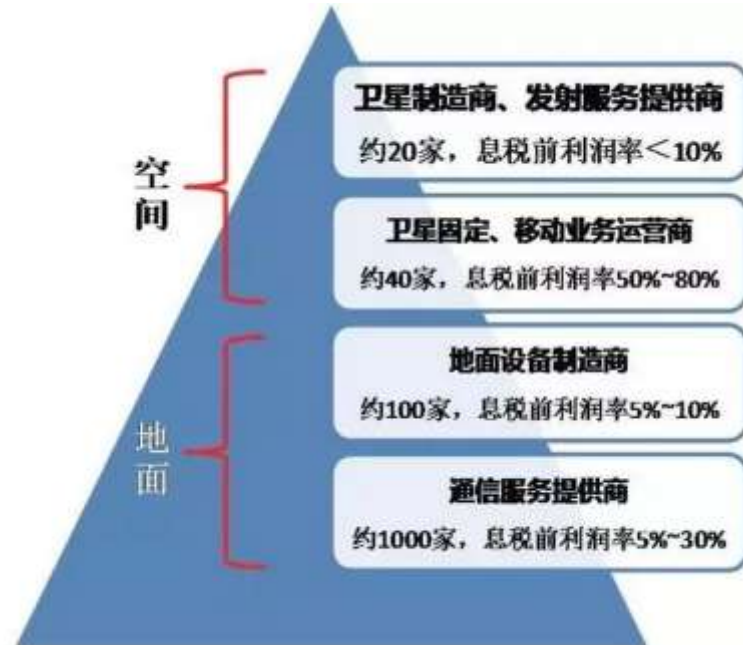 空间
卫星制造商、发射服务提供商
约20家，息税前利润率＜10%
卫星固定、移动业务运营商
约40家，息税前利润率50%~80%
地面
地面设备制造商
约100家，息税前利润率5%~10%
通信服务提供商
约1000家，息税前利润率5%~30%